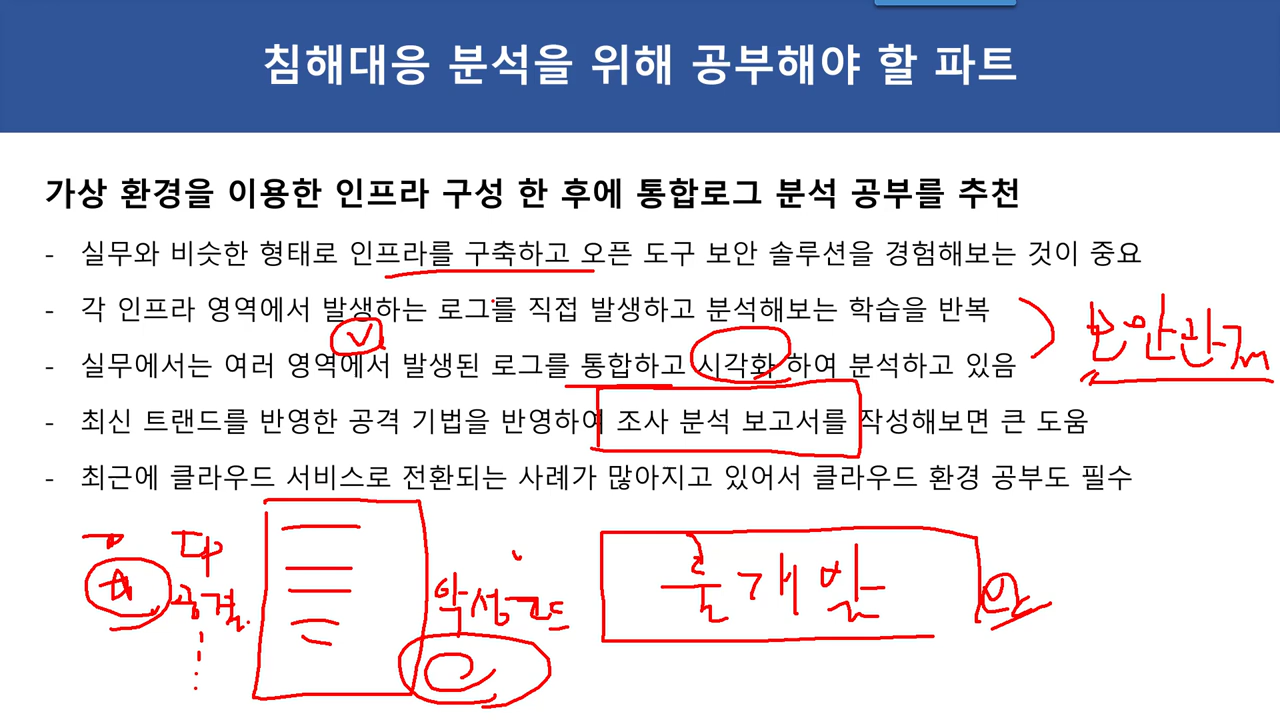 침해대응 분석을 위해 공부해야 할 파트
가상 환경을 이용한 인프라 구성 한 후에 통합로그 분석 공부를 추천
- 실무와 비슷한 형태로 인프라를 구축하고 오픈 도구 보안 솔루션을 경험해보는 것이 중요
- 각 인프라 영역에서 발생하는 로그를 직접 발생하고 분석해보는 학습을 반복
보안관제
- 실무에서는 여러 영역에서 발생된 로그를 통합하고 시각화 하여 분석하고 있음
- 최신 트랜드를 반영한 공격 기법을 반영하여 조사 분석 보고서를 작성해보면 큰 도움
- 최근에 클라우드 서비스로 전환되는 사례가 많아지고 있어서 클라우드 환경 공부도 필수
악성코드
룰개발